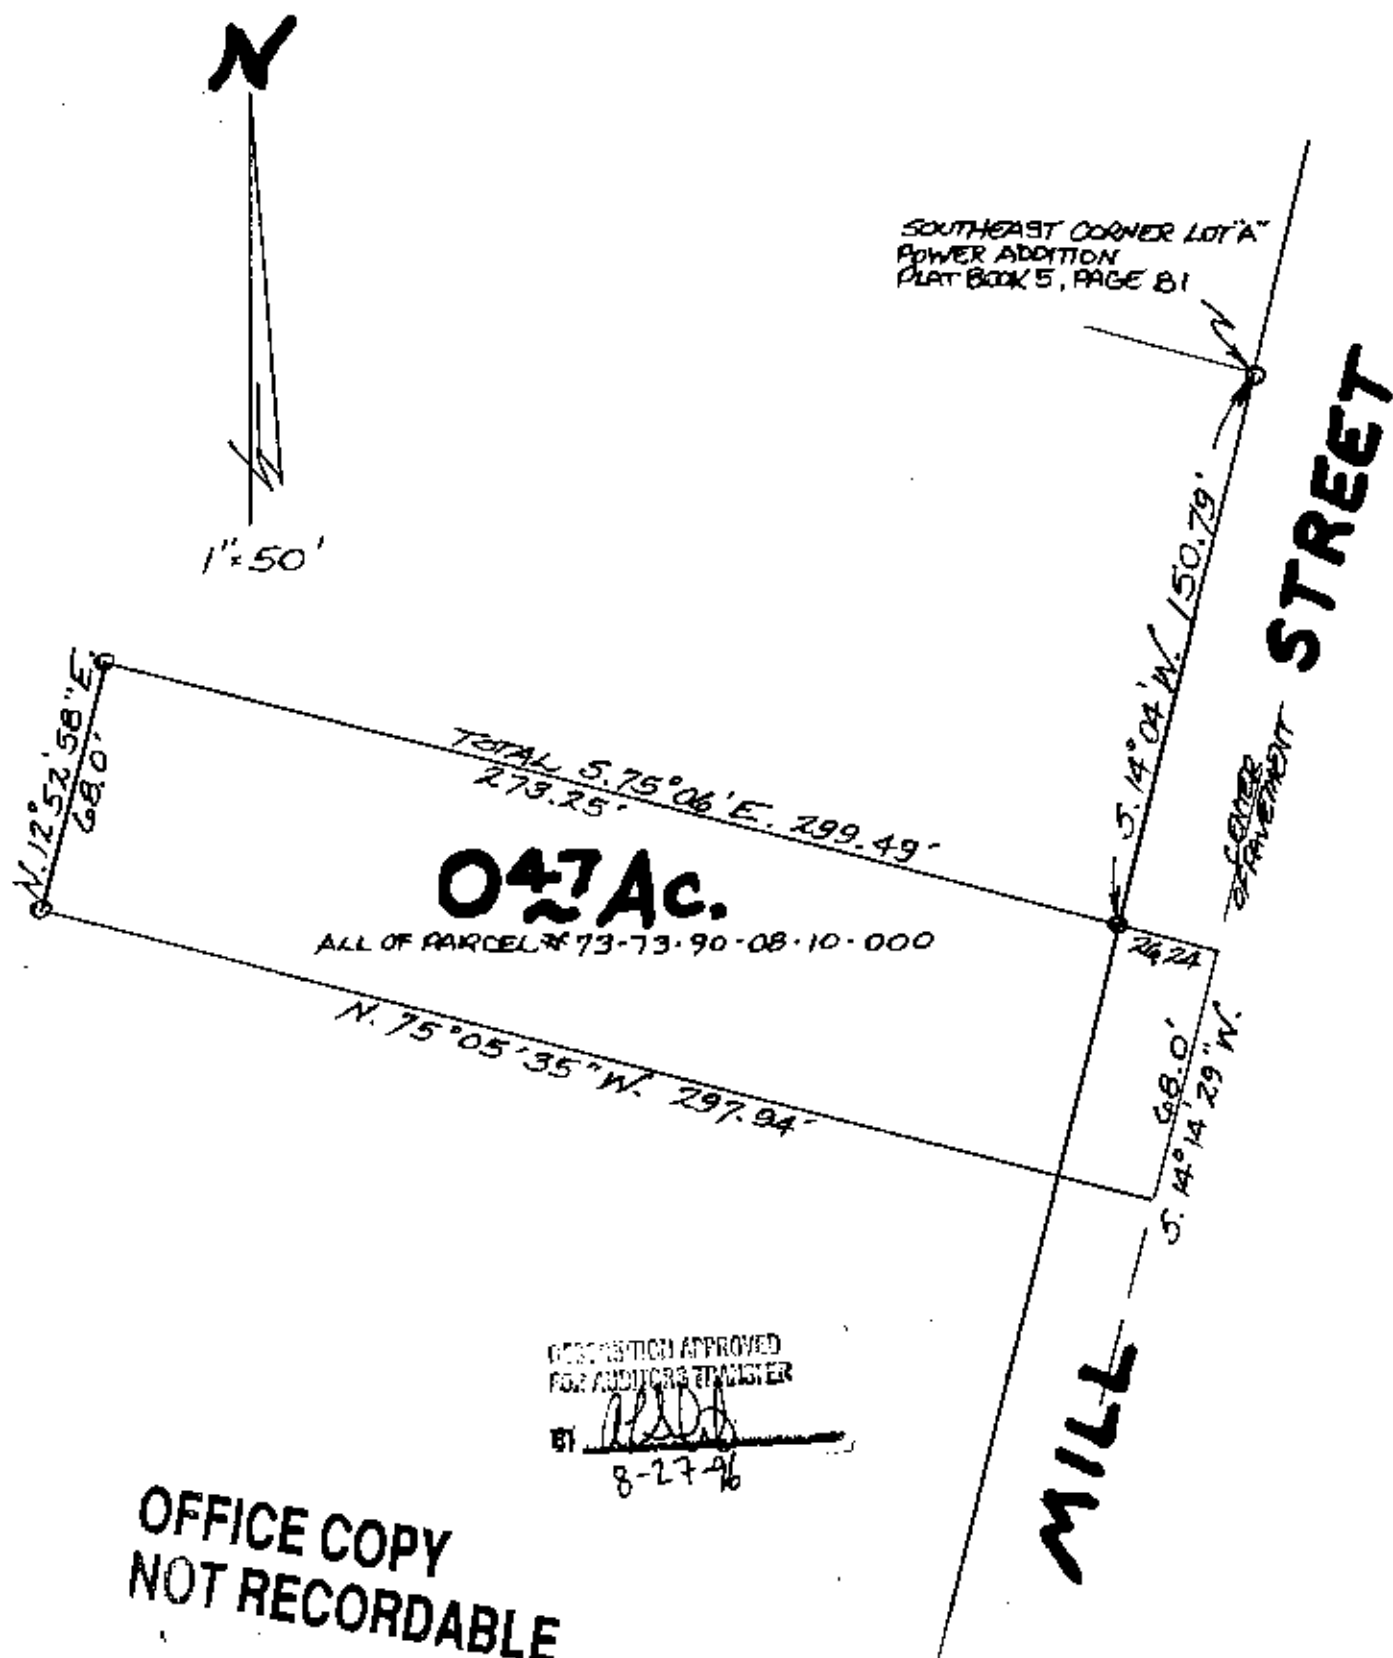 N
SOUTHEAST CORNER LOT "A"
POWER ADDITION
PLAT BOOK 5, PAGE 81
1"=50'
STREET
S. 14°04' W. 150.79'
CENTER
OF PAVEMENT
N. 12°52'58" E.
68.0'
TOTAL S. 75°06' E. 299.49'
273.25'
0.47 Ac.
ALL OF PARCEL # 73-73-90-08-10-000
26.24
N. 75°05'35" W. 297.94'
68.0'
S. 14°14'29" W.
MILL
DESCRIPTION APPROVED
FOR AUDITORS TRANSFER
BY
8-27-96
OFFICE COPY
NOT RECORDABLE